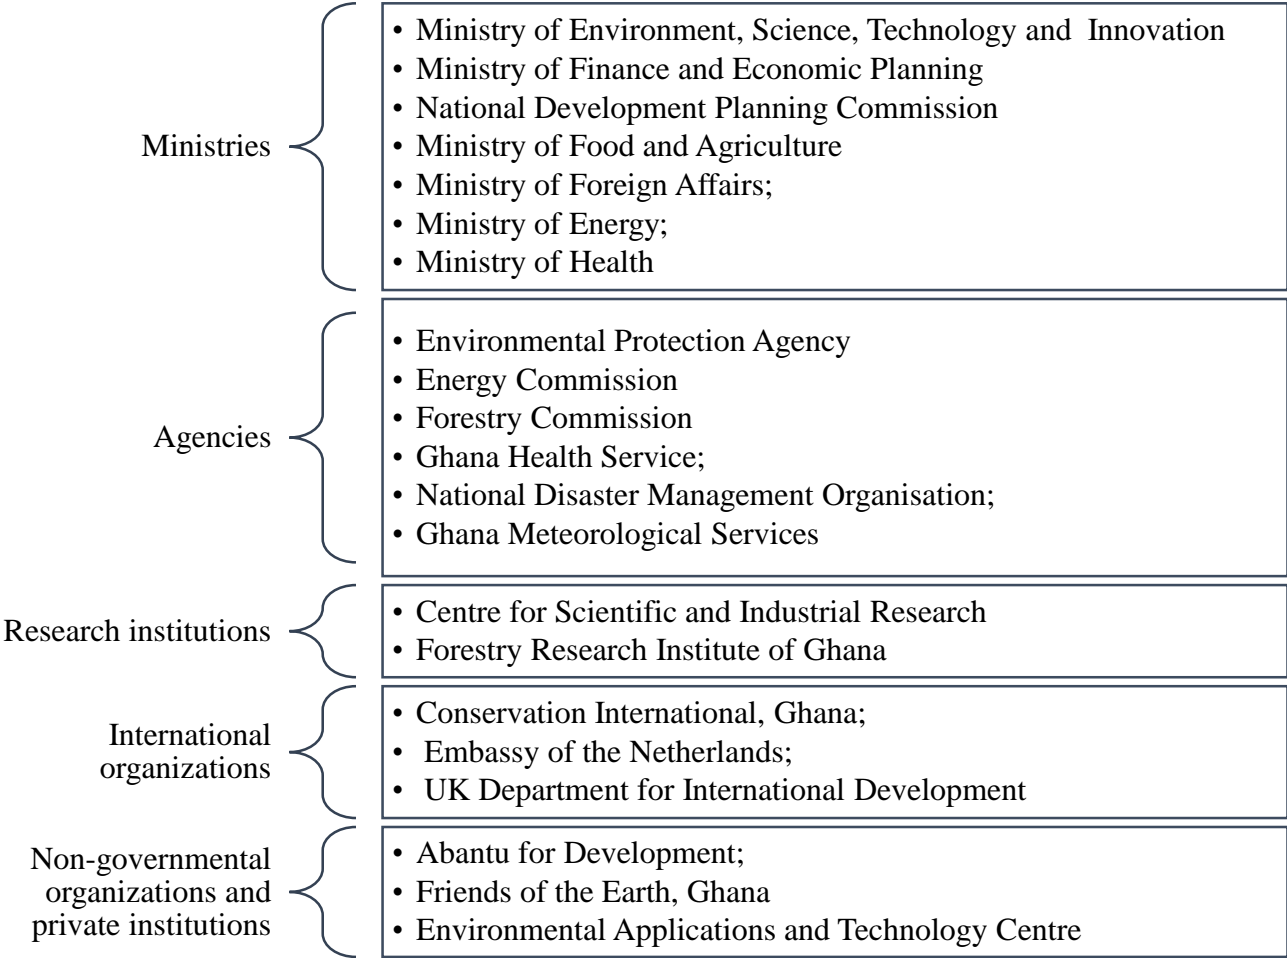 Ministries
• Ministry of Environment, Science, Technology and  Innovation
• Ministry of Finance and Economic Planning
• National Development Planning Commission
• Ministry of Food and Agriculture
• Ministry of Foreign Affairs;
• Ministry of Energy;
• Ministry of Health
Agencies
• Environmental Protection Agency
• Energy Commission
• Forestry Commission
• Ghana Health Service;
• National Disaster Management Organisation;
• Ghana Meteorological Services
Research institutions
• Centre for Scientific and Industrial Research
• Forestry Research Institute of Ghana
International
organizations
• Conservation International, Ghana;
• Embassy of the Netherlands;
• UK Department for International Development
Non-governmental
organizations and
private institutions
• Abantu for Development;
• Friends of the Earth, Ghana
• Environmental Applications and Technology Centre